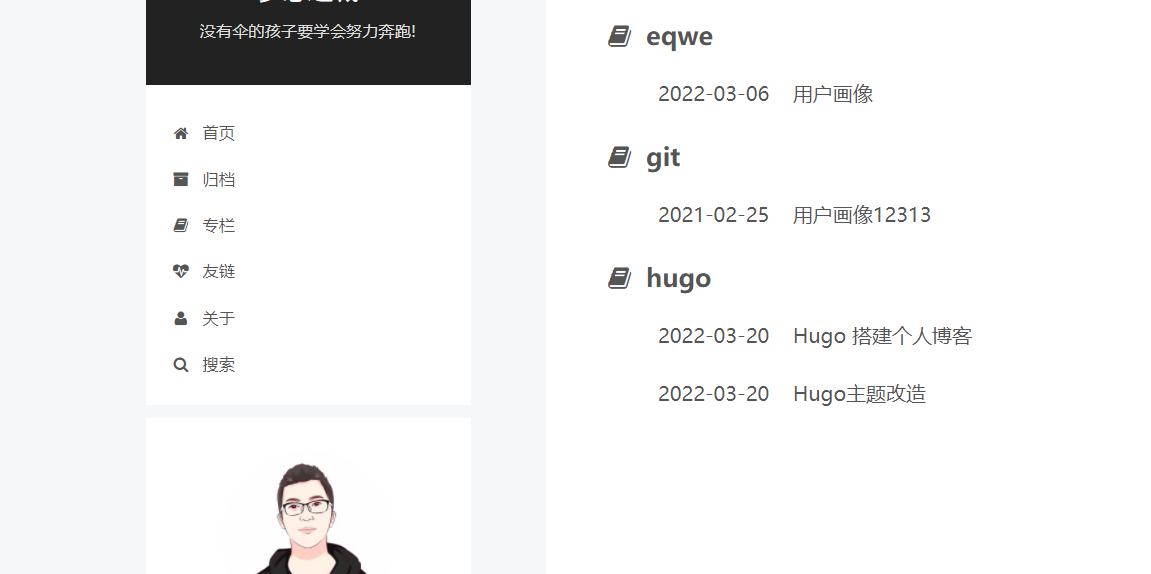 没有伞的孩子要学会努力奔跑!
首页
归档
专栏
友链
关于
搜索
eqwe
2022-03-06 用户画像
git
2021-02-25 用户画像12313
hugo
2022-03-20 Hugo 搭建个人博客
2022-03-20 Hugo主题改造